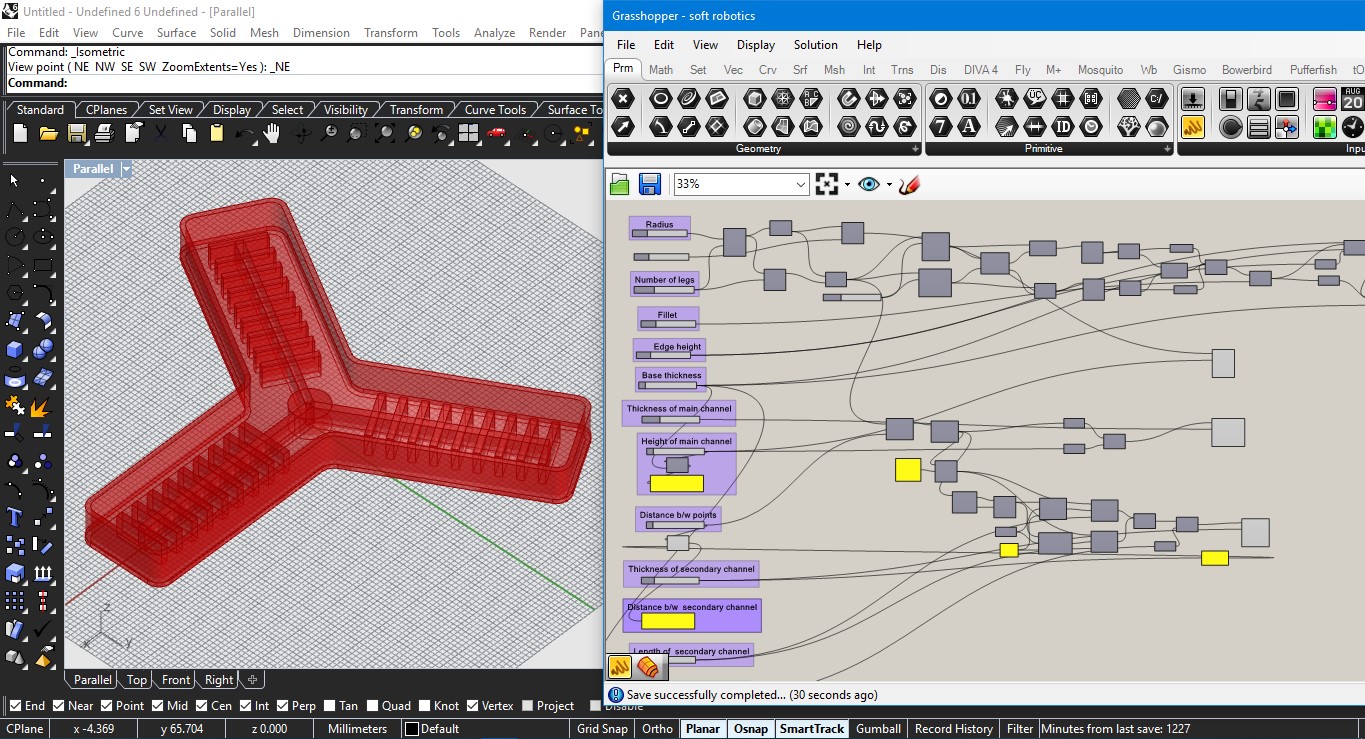 Untitled - Undefined 6 Undefined - [Parallel]
File Edit View Curve Surface Solid Mesh Dimension Transform Tools Analyze Render Pane
Command: _Isometric
View point ( NE NW SE SW ZoomExtents=Yes ): _NE
Command:
Standard CPlanes Set View Display Select Visibility Transform Curve Tools Surface To
Parallel
z
x
y
Parallel Top Front Right
End Near Point Mid Cen Int Perp Tan Quad Knot Vertex Project Disable
CPlane x -4.369 y 65.704 z 0.000 Millimeters Default Grid Snap Ortho Planar Osnap SmartTrack Gumball Record History Filter Minutes from last save: 1227
Grasshopper - soft robotics
File Edit View Display Solution Help
Prm Math Set Vec Crv Srf Msh Int Trns Dis DIVA 4 Fly M+ Mosquito Wb Gismo Bowerbird Pufferfish tO
Geometry Primitive Inpu
AUG
20
33%
Radius
Number of legs
Fillet
Edge height
Base thickness
Thickness of main channel
Height of main channel
Distance b/w points
Thickness of secondary channel
Distance b/w secondary channel
Length of secondary channel
Save successfully completed... (30 seconds ago)